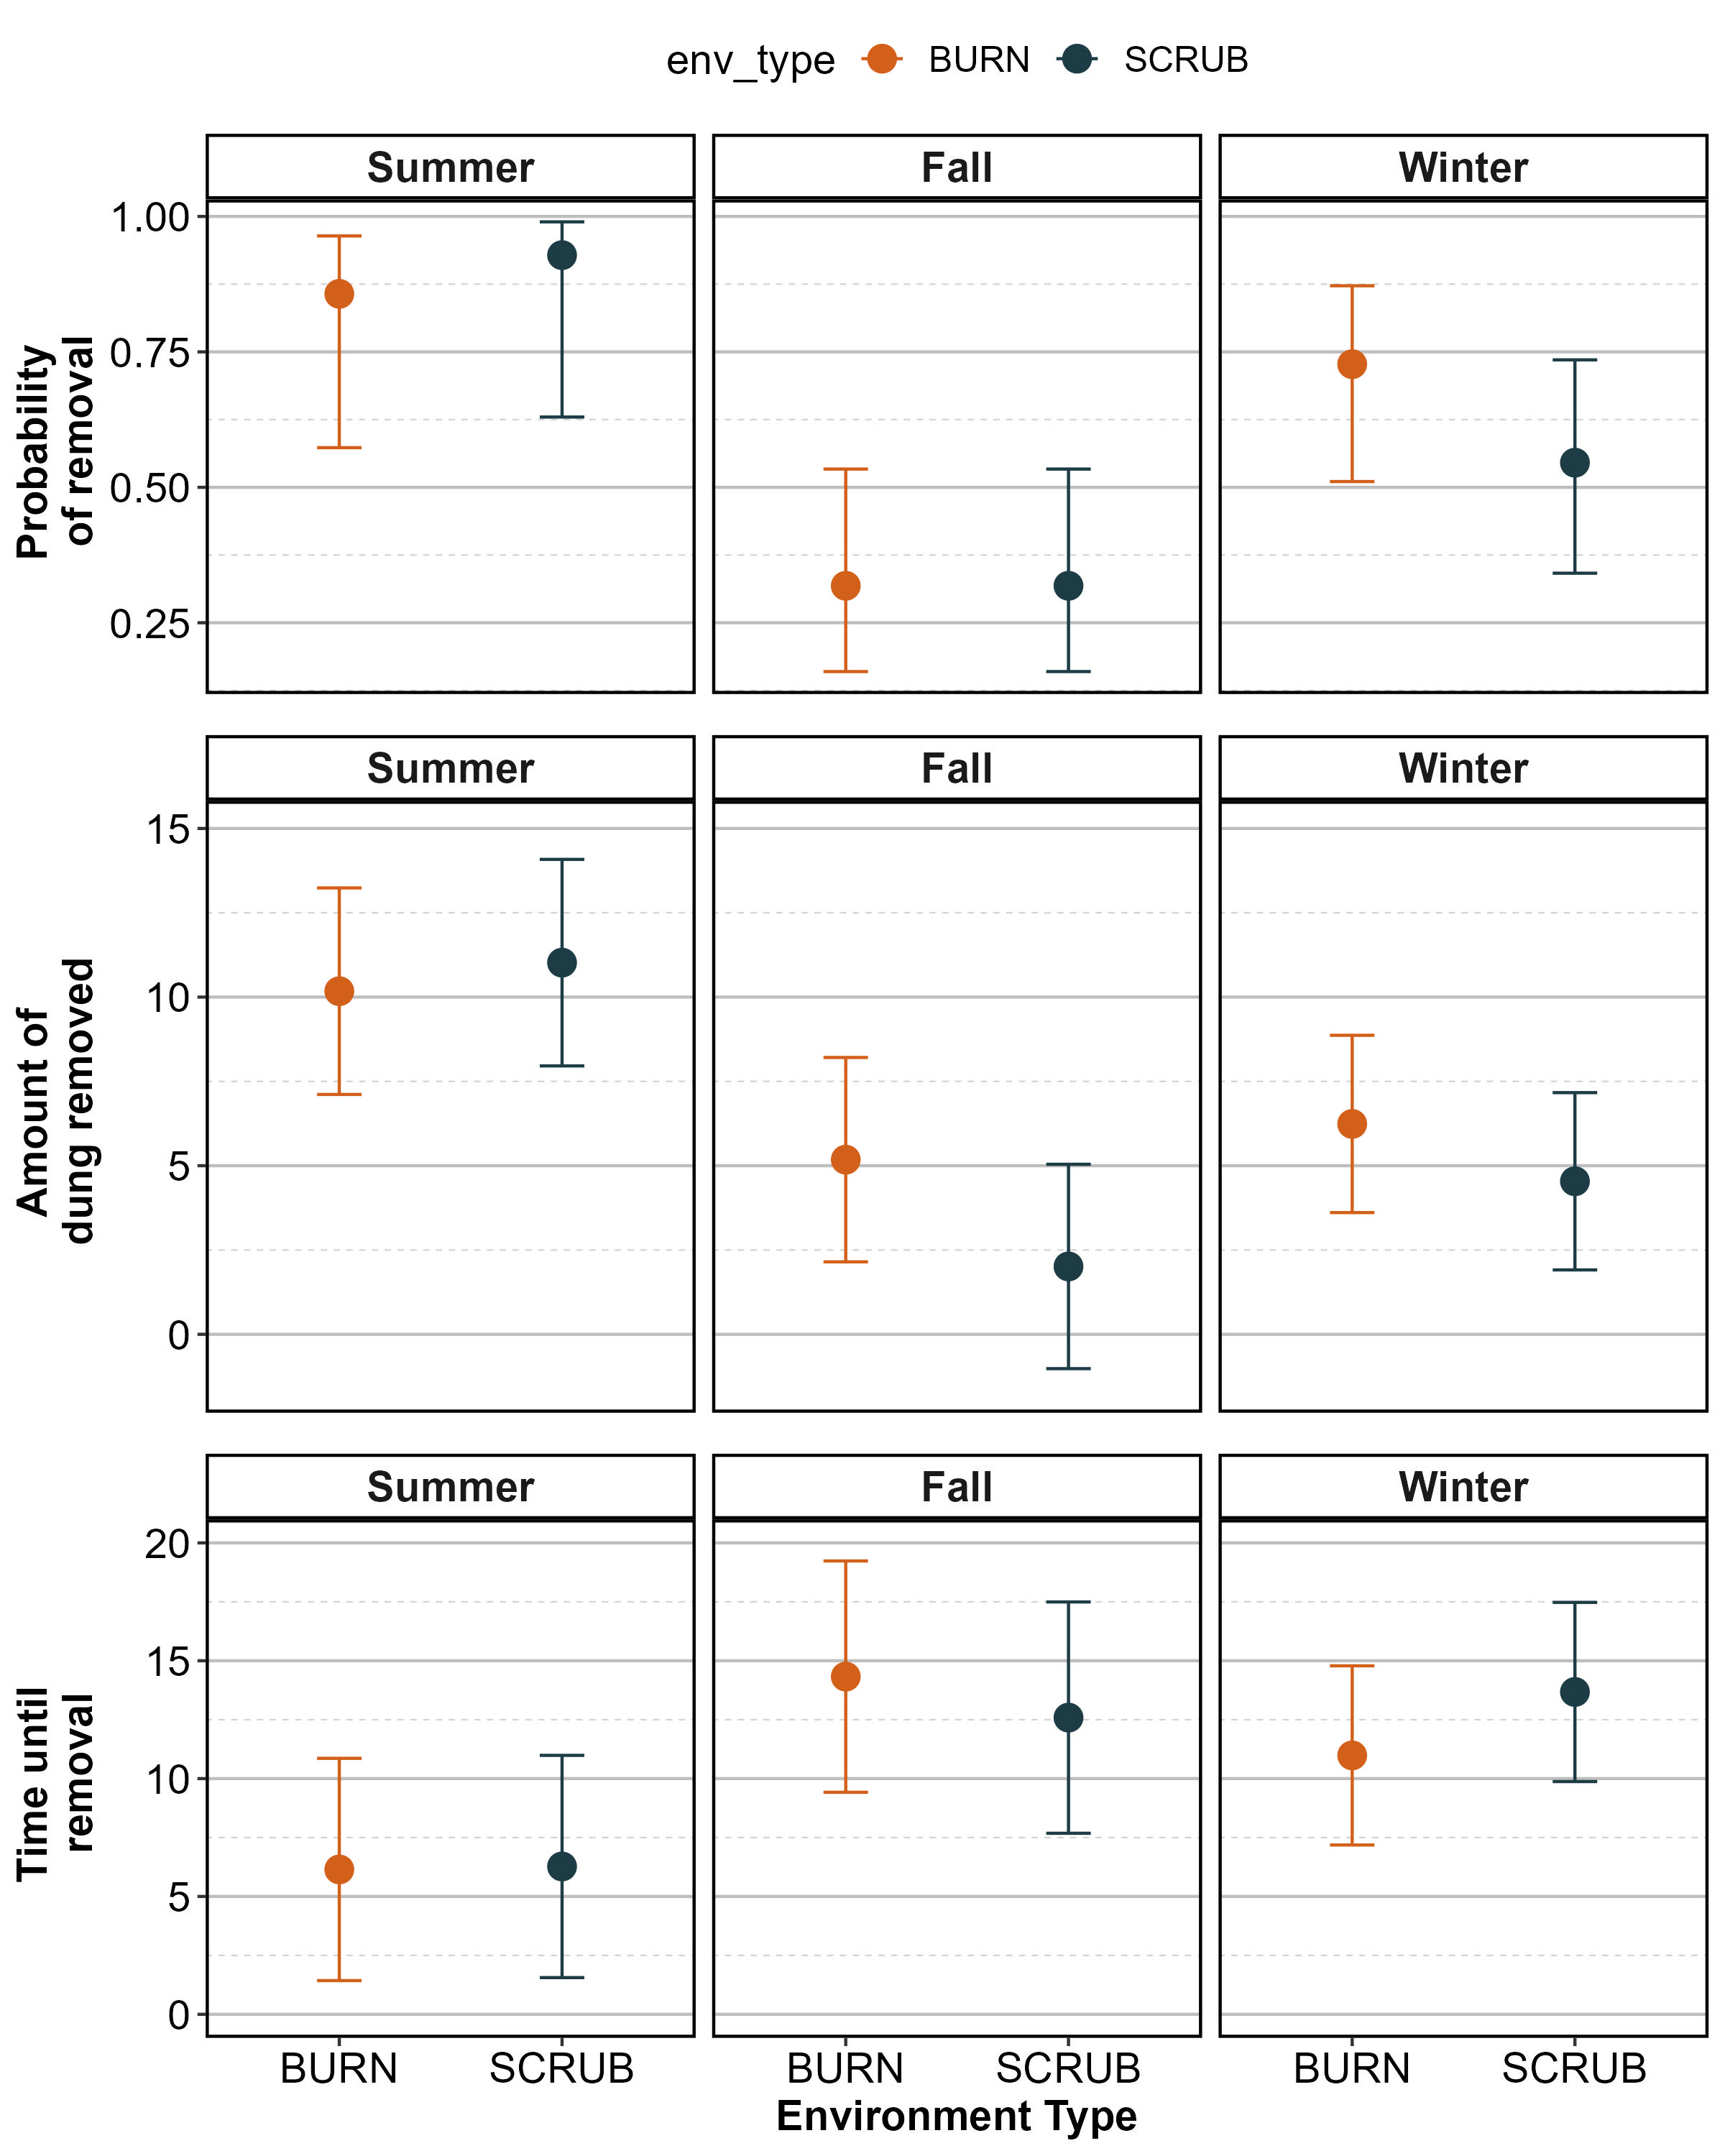 env_type BURN SCRUB
Summer Fall Winter
1.00
0.75
0.50
0.25
Probability
of removal
Summer Fall Winter
15
10
5
0
Amount of
dung removed
Summer Fall Winter
20
15
10
5
0
Time until
removal
BURN SCRUB BURN SCRUB BURN SCRUB
Environment Type